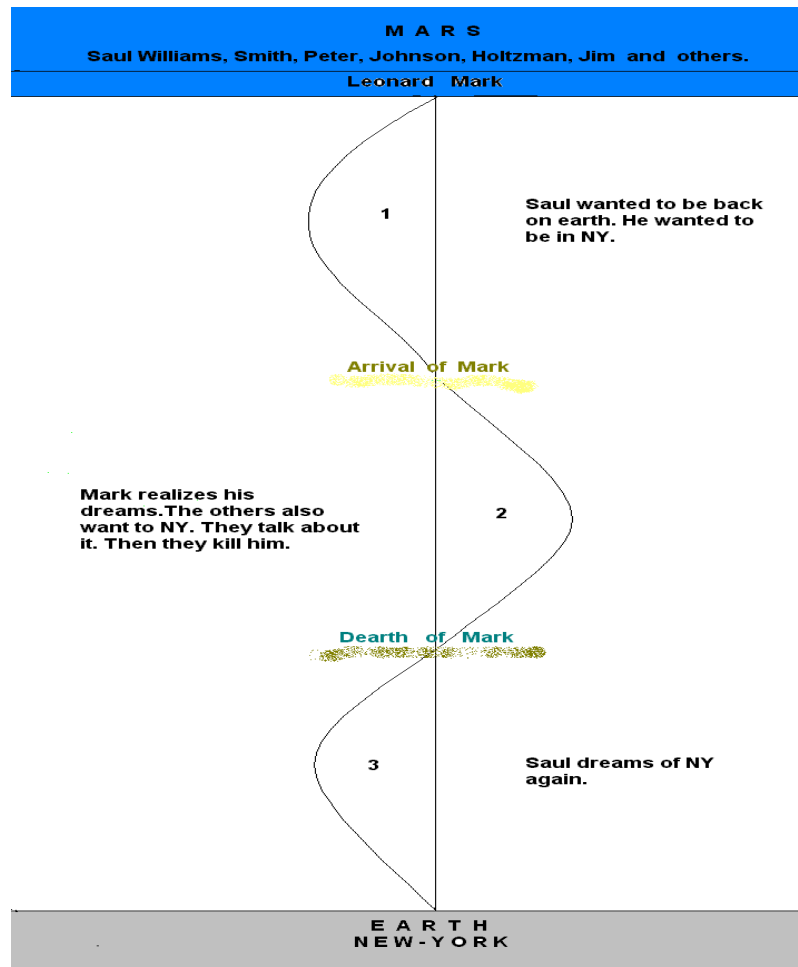 M A R S
Saul Williams, Smith, Peter, Johnson, Holtzman, Jim and others.
Leonard Mark
1
Saul wanted to be back
on earth. He wanted to
be in NY.
Arrival of Mark
Mark realizes his
dreams.The others also
want to NY. They talk about
it. Then they kill him.
2
Dearth of Mark
3
Saul dreams of NY
again.
E A R T H
N E W - Y O R K